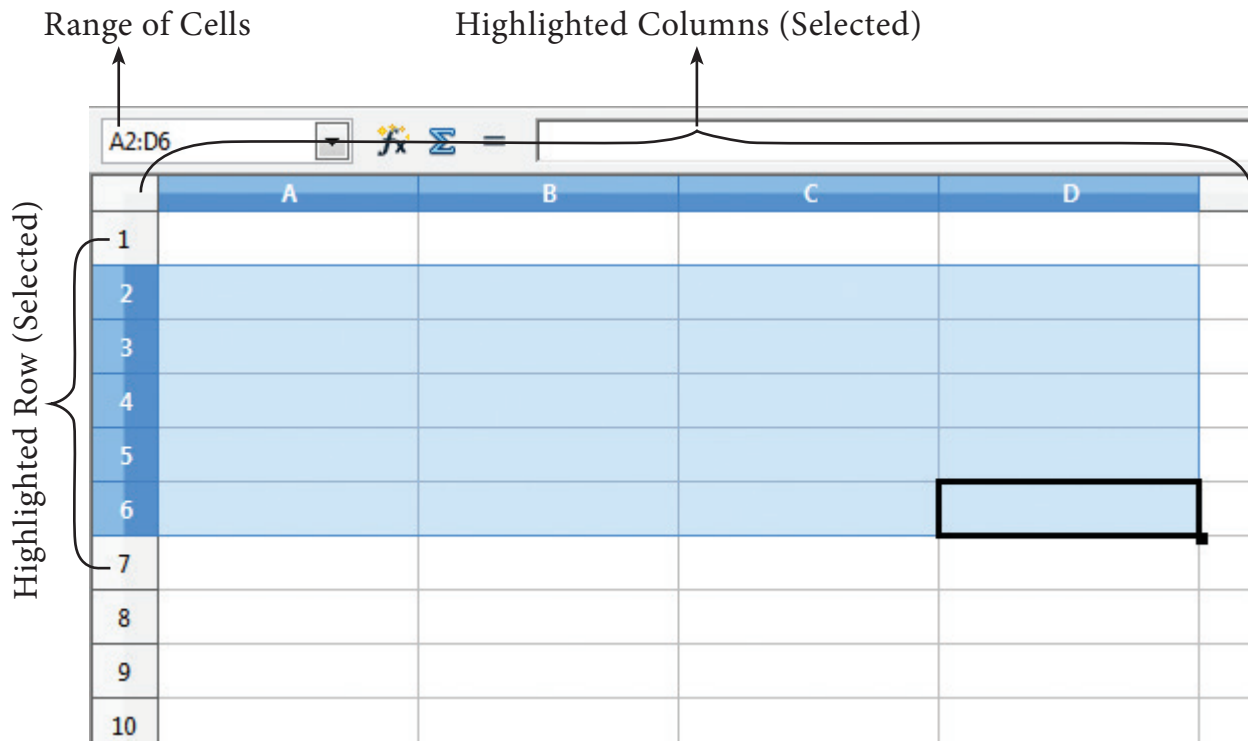 Range of Cells
Highlighted Columns (Selected)
A2:D6 fx Σ =
A B C D
Highlighted Row (Selected)
1
2
3
4
5
6
7
8
9
10